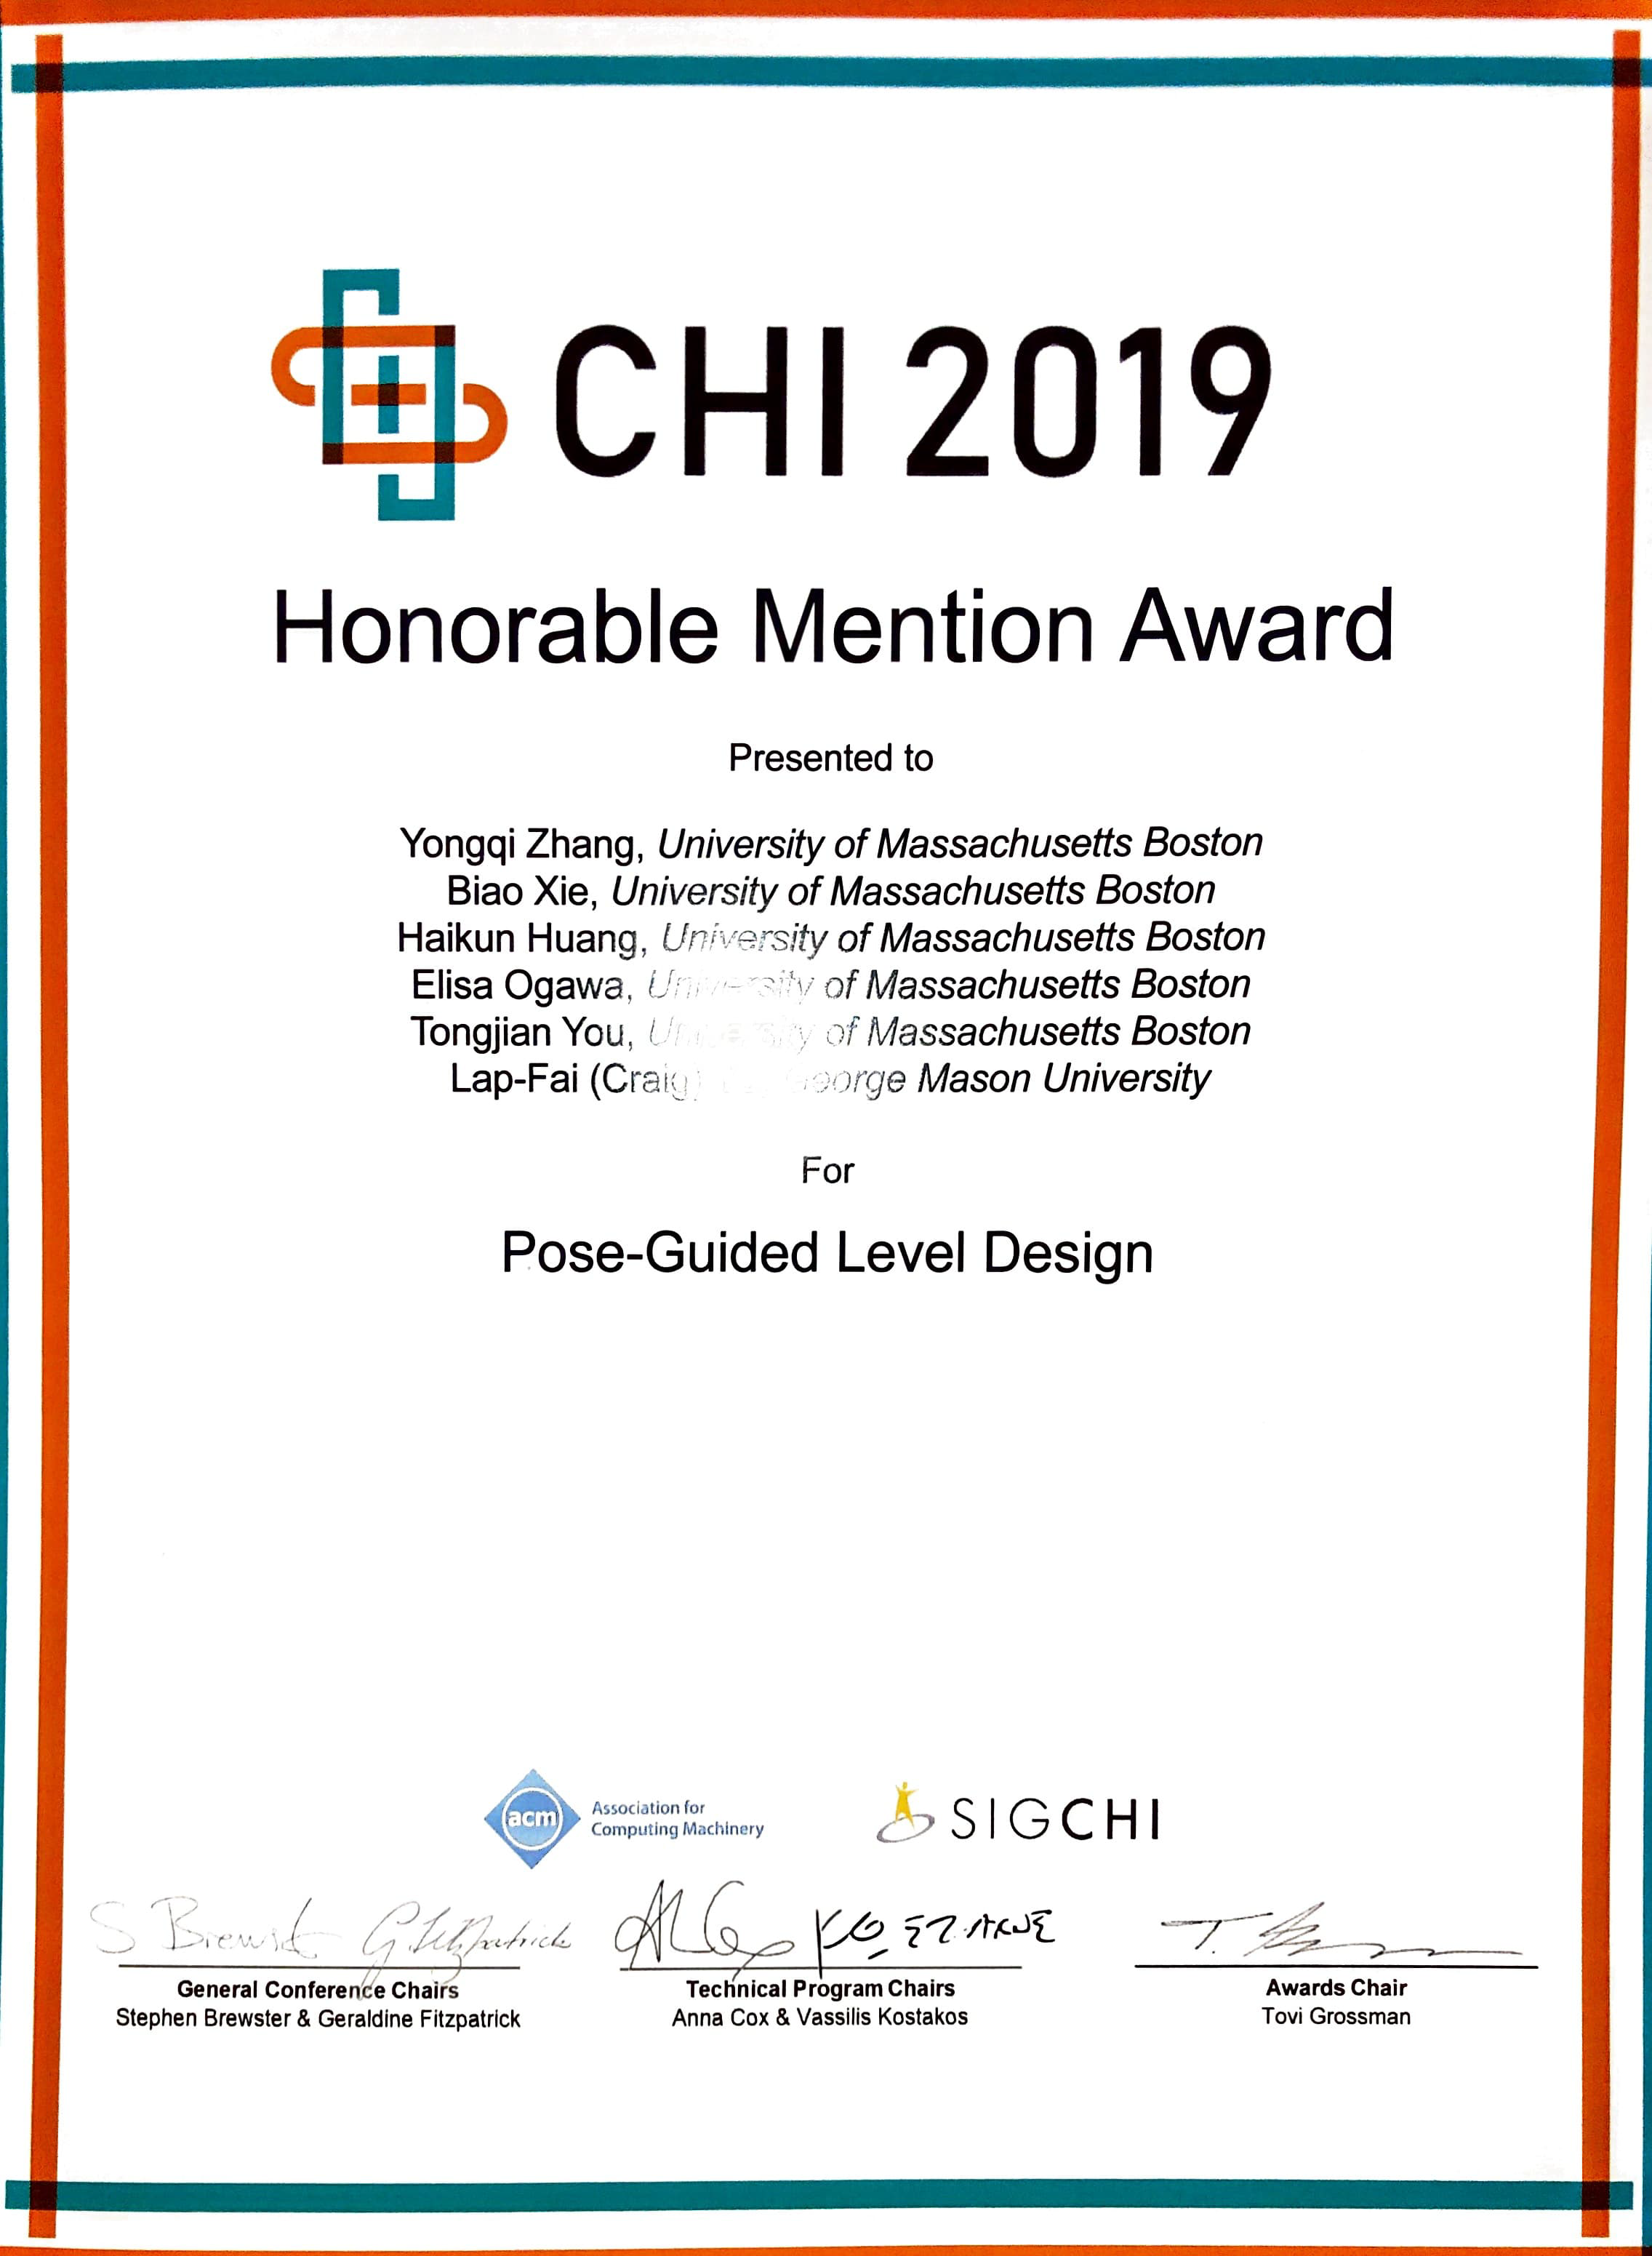 CHI 2019
Honorable Mention Award
Presented to
Yongqi Zhang, University of Massachusetts Boston
Biao Xie, University of Massachusetts Boston
Haikun Huang, University of Massachusetts Boston
Elisa Ogawa, University of Massachusetts Boston
Tongjian You, University of Massachusetts Boston
Lap-Fai (Craig) George Mason University
For
Pose-Guided Level Design
acm Association for
Computing Machinery
SIGCHI
S Brewster G Fitzpatrick
General Conference Chairs
Stephen Brewster & Geraldine Fitzpatrick
Technical Program Chairs
Anna Cox & Vassilis Kostakos
Awards Chair
Tovi Grossman